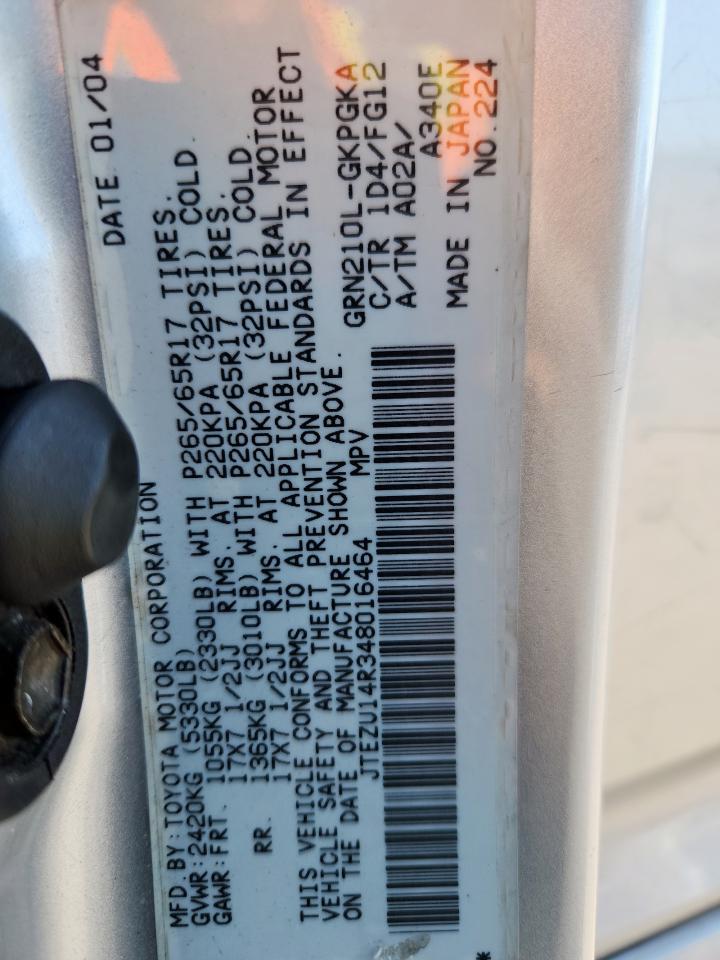 MFD. BY: TOYOTA MOTOR CORPORATION DATE 01/04
GVWR: 2420KG (5330LB)
GAWR: FRT. 1055KG (2330LB) WITH P265/65R17 TIRES.
17X7 1/2JJ RIMS. AT 220KPA (32PSI) COLD.
RR. 1365KG (3010LB) WITH P265/65R17 TIRES.
17X7 1/2JJ RIMS. AT 220KPA (32PSI) COLD.
THIS VEHICLE CONFORMS TO ALL APPLICABLE FEDERAL MOTOR
VEHICLE SAFETY AND THEFT PREVENTION STANDARDS IN EFFECT
ON THE DATE OF MANUFACTURE SHOWN ABOVE.
JTEZU14R348016464 MPV
GRN210L-GKPGKA
C/TR 1D4/FG12
A/TM A02A/ A340E
MADE IN JAPAN
NO.224
*